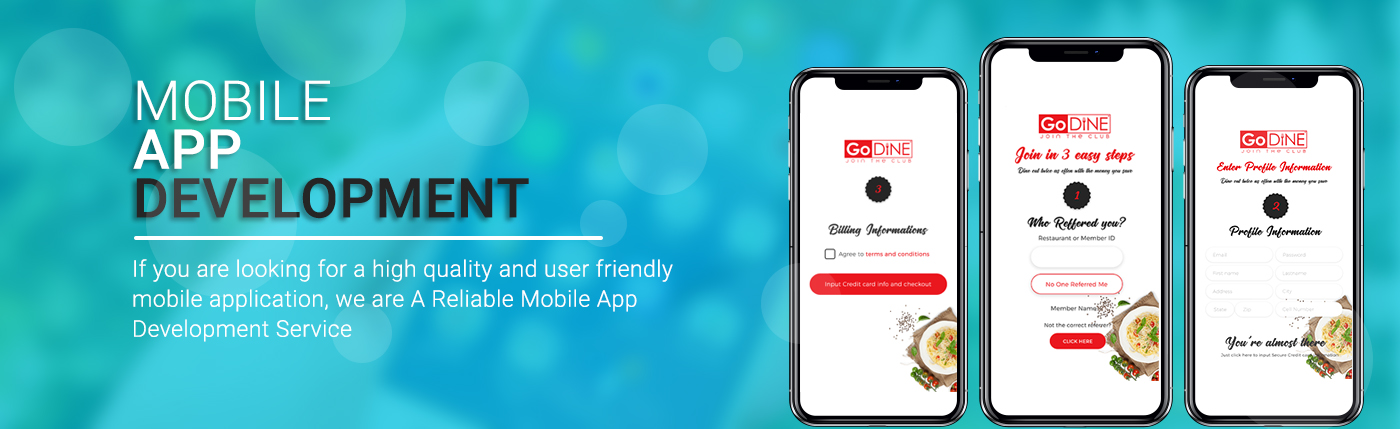 MOBILE
APP
DEVELOPMENT
If you are looking for a high quality and user friendly
mobile application, we are A Reliable Mobile App
Development Service
GoDiNE
JOIN THE CLUB
3
Billing Informations
Agree to terms and conditions
Input Credit card info and checkout
GoDiNE
JOIN THE CLUB
Join in 3 easy steps
Dine out twice as often with the money you save
1
Who Reffered you?
Restaurant or Member ID
No One Referred Me
Member Name
Not the correct referer?
CLICK HERE
GoDiNE
JOIN THE CLUB
Enter Profile Information
Dine out twice as often with the money you save
2
Profile Information
Email Password
First name Lastname
Address City
State Zip Cell Number
You're almost there
Just click here to input Secure Credit card information